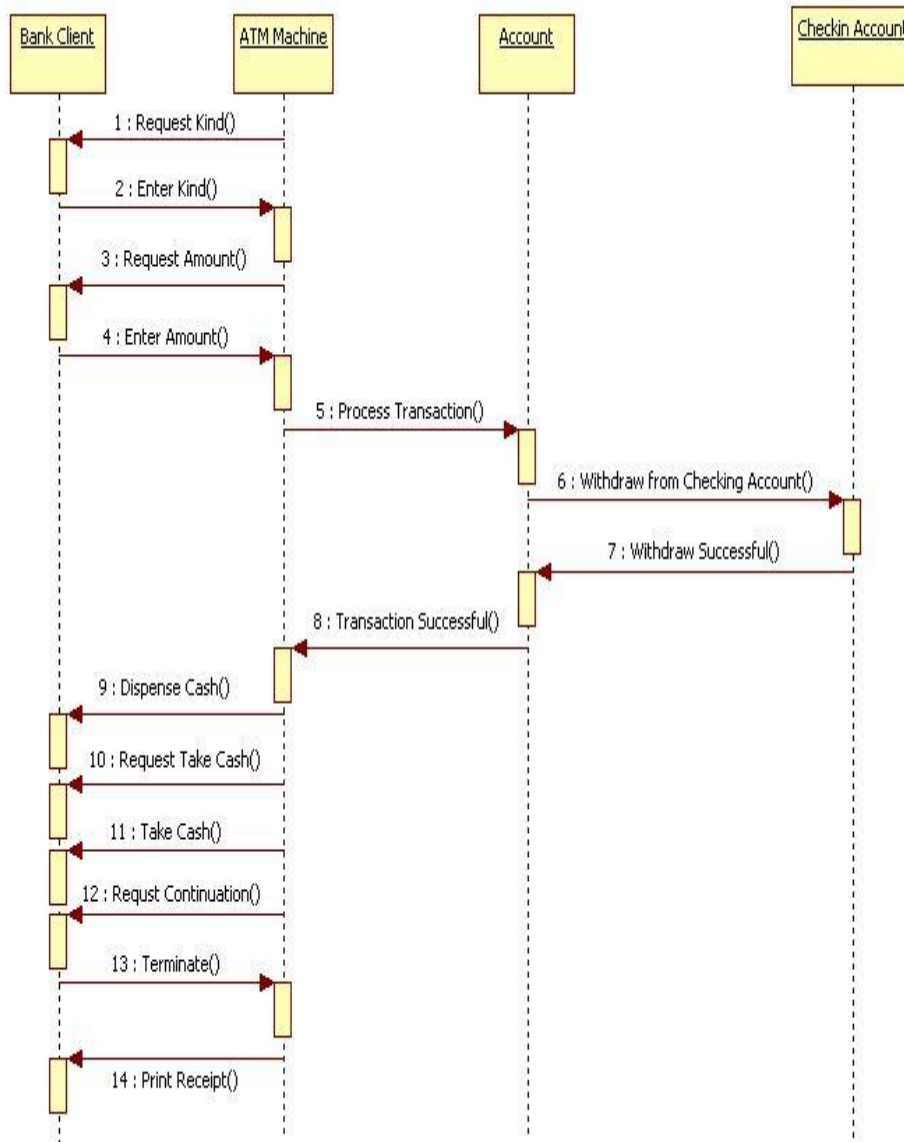 Bank Client
ATM Machine
Account
Checkin Account
1 : Request Kind()
2 : Enter Kind()
3 : Request Amount()
4 : Enter Amount()
5 : Process Transaction()
6 : Withdraw from Checking Account()
7 : Withdraw Successful()
8 : Transaction Successful()
9 : Dispense Cash()
10 : Request Take Cash()
11 : Take Cash()
12 : Requst Continuation()
13 : Terminate()
14 : Print Receipt()